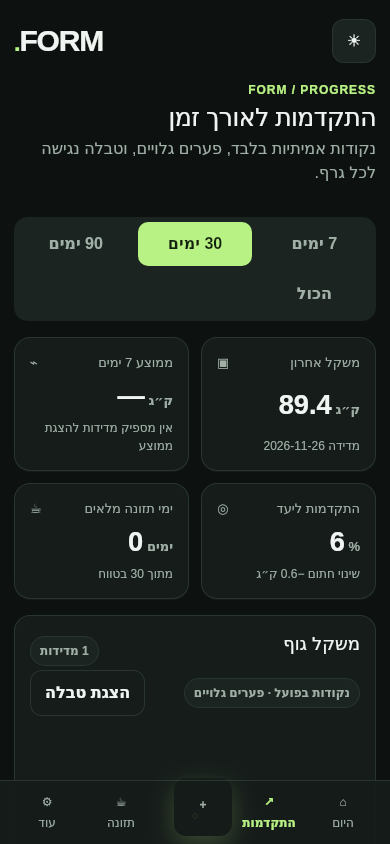 FORM.
FORM / PROGRESS
התקדמות לאורך זמן
נקודות אמיתיות בלבד, פערים גלויים, וטבלה נגישה
לכל גרף.
7 ימים
30 ימים
90 ימים
הכול
משקל אחרון
89.4 ק״ג
מדידה 2026-11-26
ממוצע 7 ימים
— ק״ג
אין מספיק מדידות להצגת
ממוצע
התקדמות ליעד
6 %
שינוי חתום −0.6 ק״ג
ימי תזונה מלאים
0 ימים
מתוך 30 בטווח
משקל גוף
1 מדידות
נקודות בפועל · פערים גלויים
הצגת טבלה
היום
התקדמות
+
תזונה
עוד